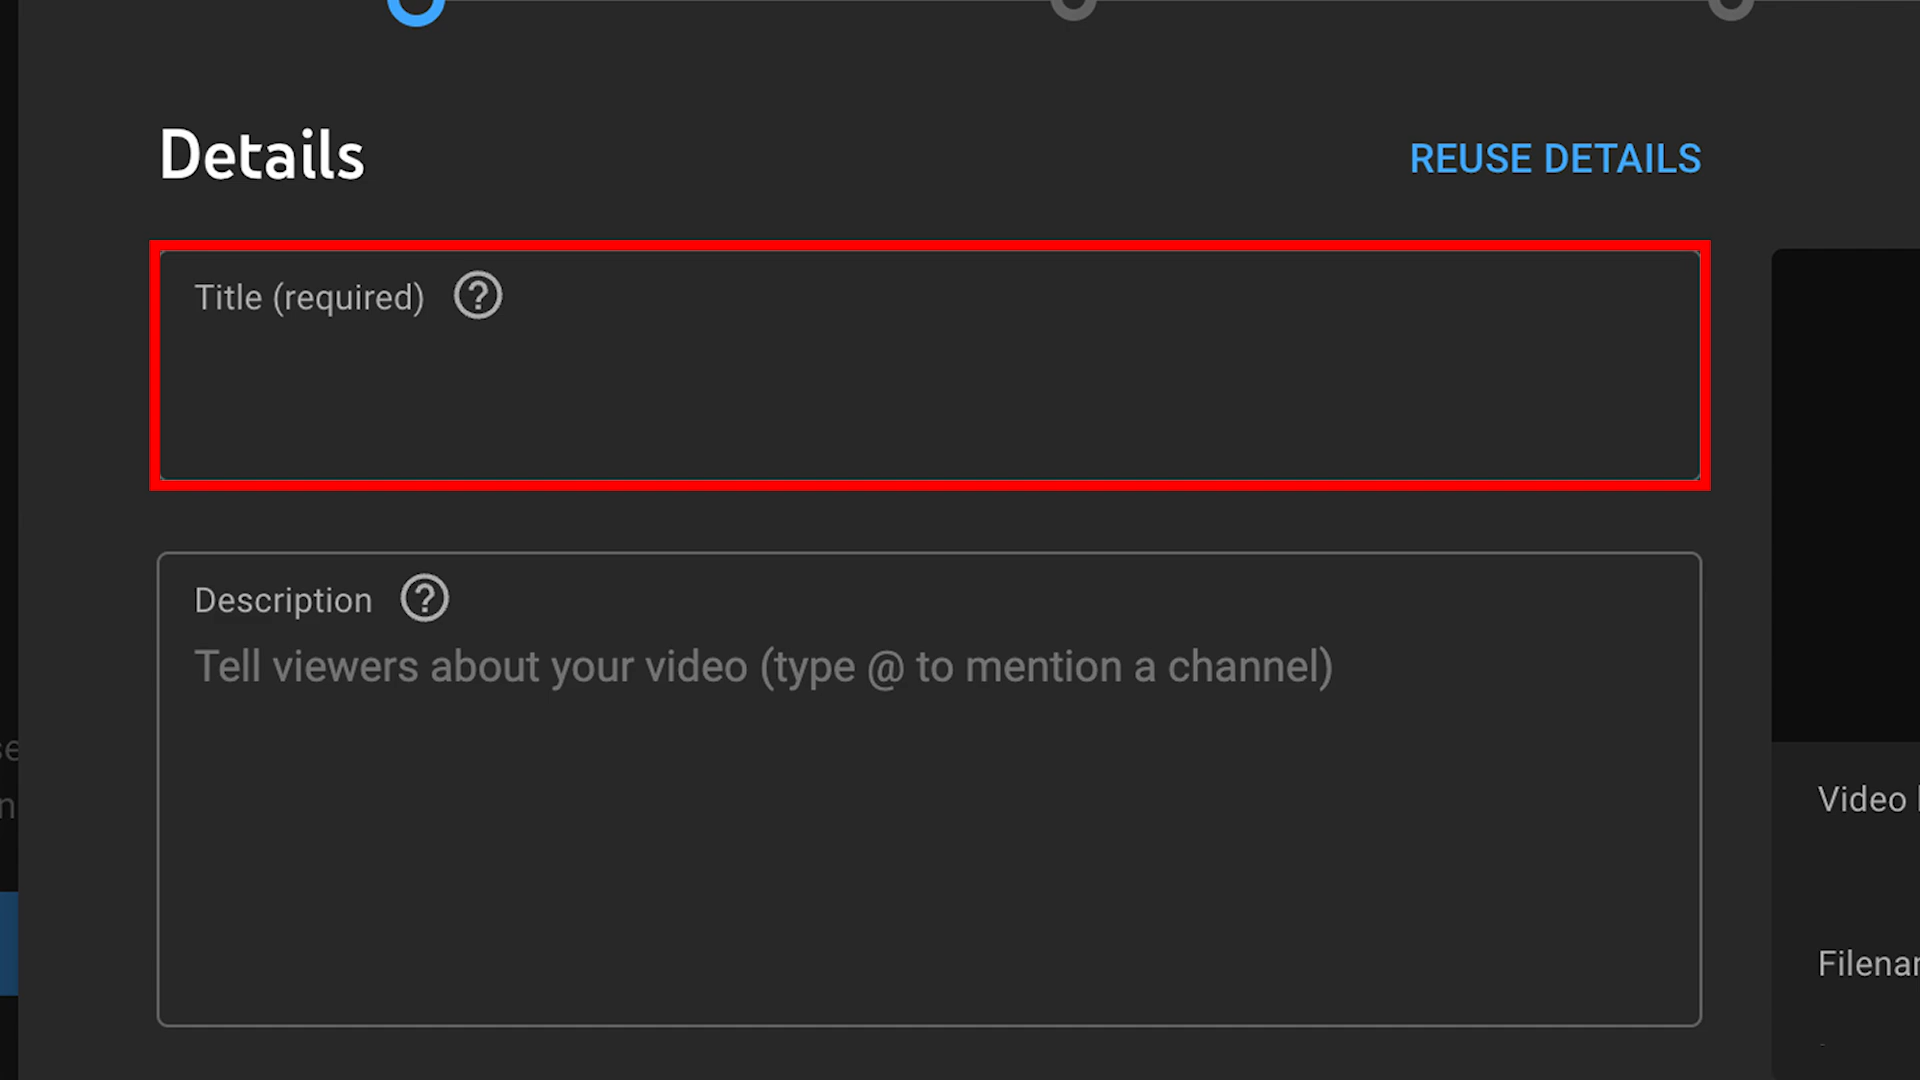 Details
REUSE DETAILS
Title (required)
Description
Tell viewers about your video (type @ to mention a channel)
Video